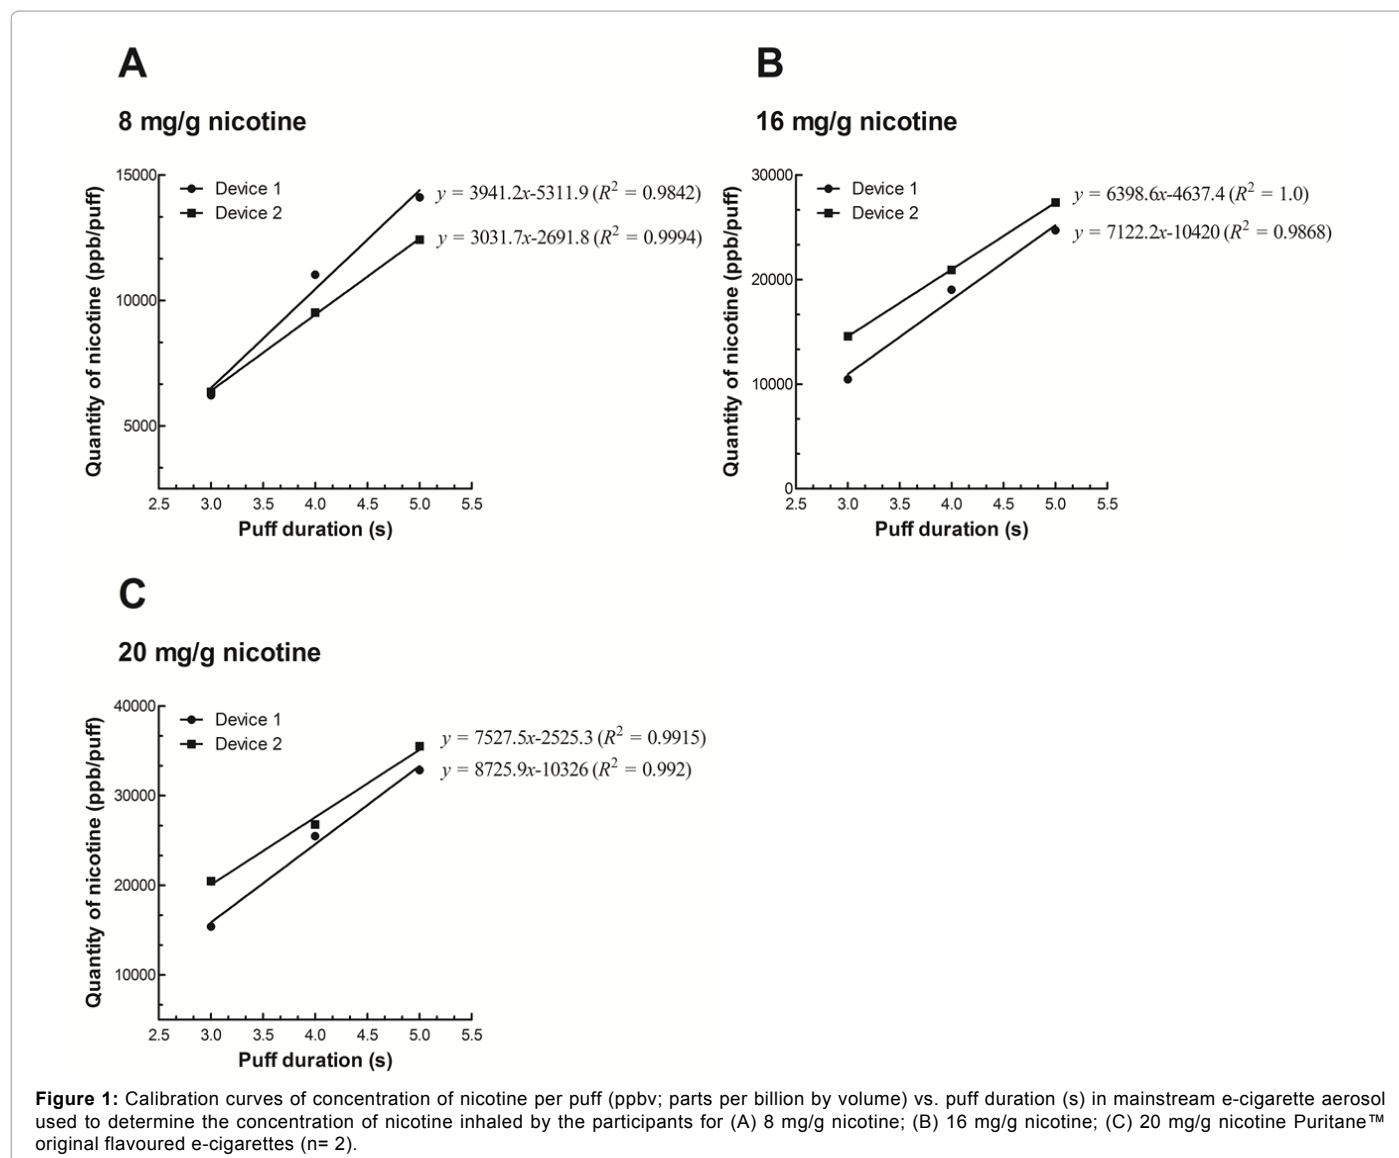 A
8 mg/g nicotine
15000
10000
5000
Quantity of nicotine (ppb/puff)
Device 1
Device 2
y = 3941.2x-5311.9 (R² = 0.9842)
y = 3031.7x-2691.8 (R² = 0.9994)
2.5 3.0 3.5 4.0 4.5 5.0 5.5
Puff duration (s)
B
16 mg/g nicotine
30000
20000
10000
0
Quantity of nicotine (ppb/puff)
Device 1
Device 2
y = 6398.6x-4637.4 (R² = 1.0)
y = 7122.2x-10420 (R² = 0.9868)
2.5 3.0 3.5 4.0 4.5 5.0 5.5
Puff duration (s)
C
20 mg/g nicotine
40000
30000
20000
10000
Quantity of nicotine (ppb/puff)
Device 1
Device 2
y = 7527.5x-2525.3 (R² = 0.9915)
y = 8725.9x-10326 (R² = 0.992)
2.5 3.0 3.5 4.0 4.5 5.0 5.5
Puff duration (s)
Figure 1: Calibration curves of concentration of nicotine per puff (ppbv; parts per billion by volume) vs. puff duration (s) in mainstream e-cigarette aerosol
used to determine the concentration of nicotine inhaled by the participants for (A) 8 mg/g nicotine; (B) 16 mg/g nicotine; (C) 20 mg/g nicotine Puritane™
original flavoured e-cigarettes (n= 2).